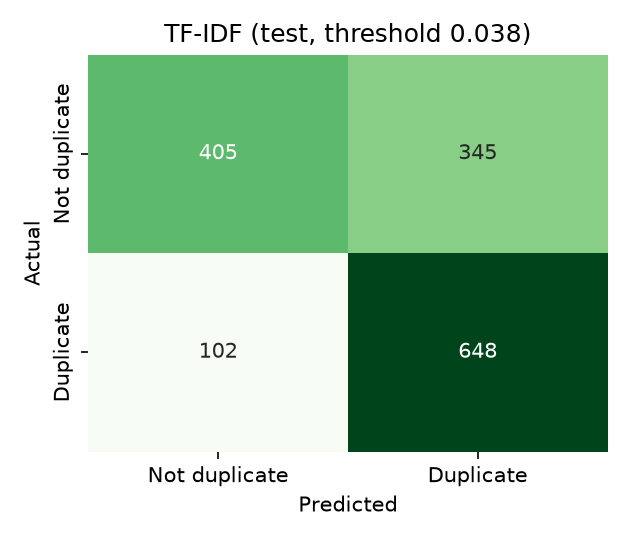 TF-IDF (test, threshold 0.038)
Actual
Not duplicate
405
345
Duplicate
102
648
Not duplicate
Duplicate
Predicted